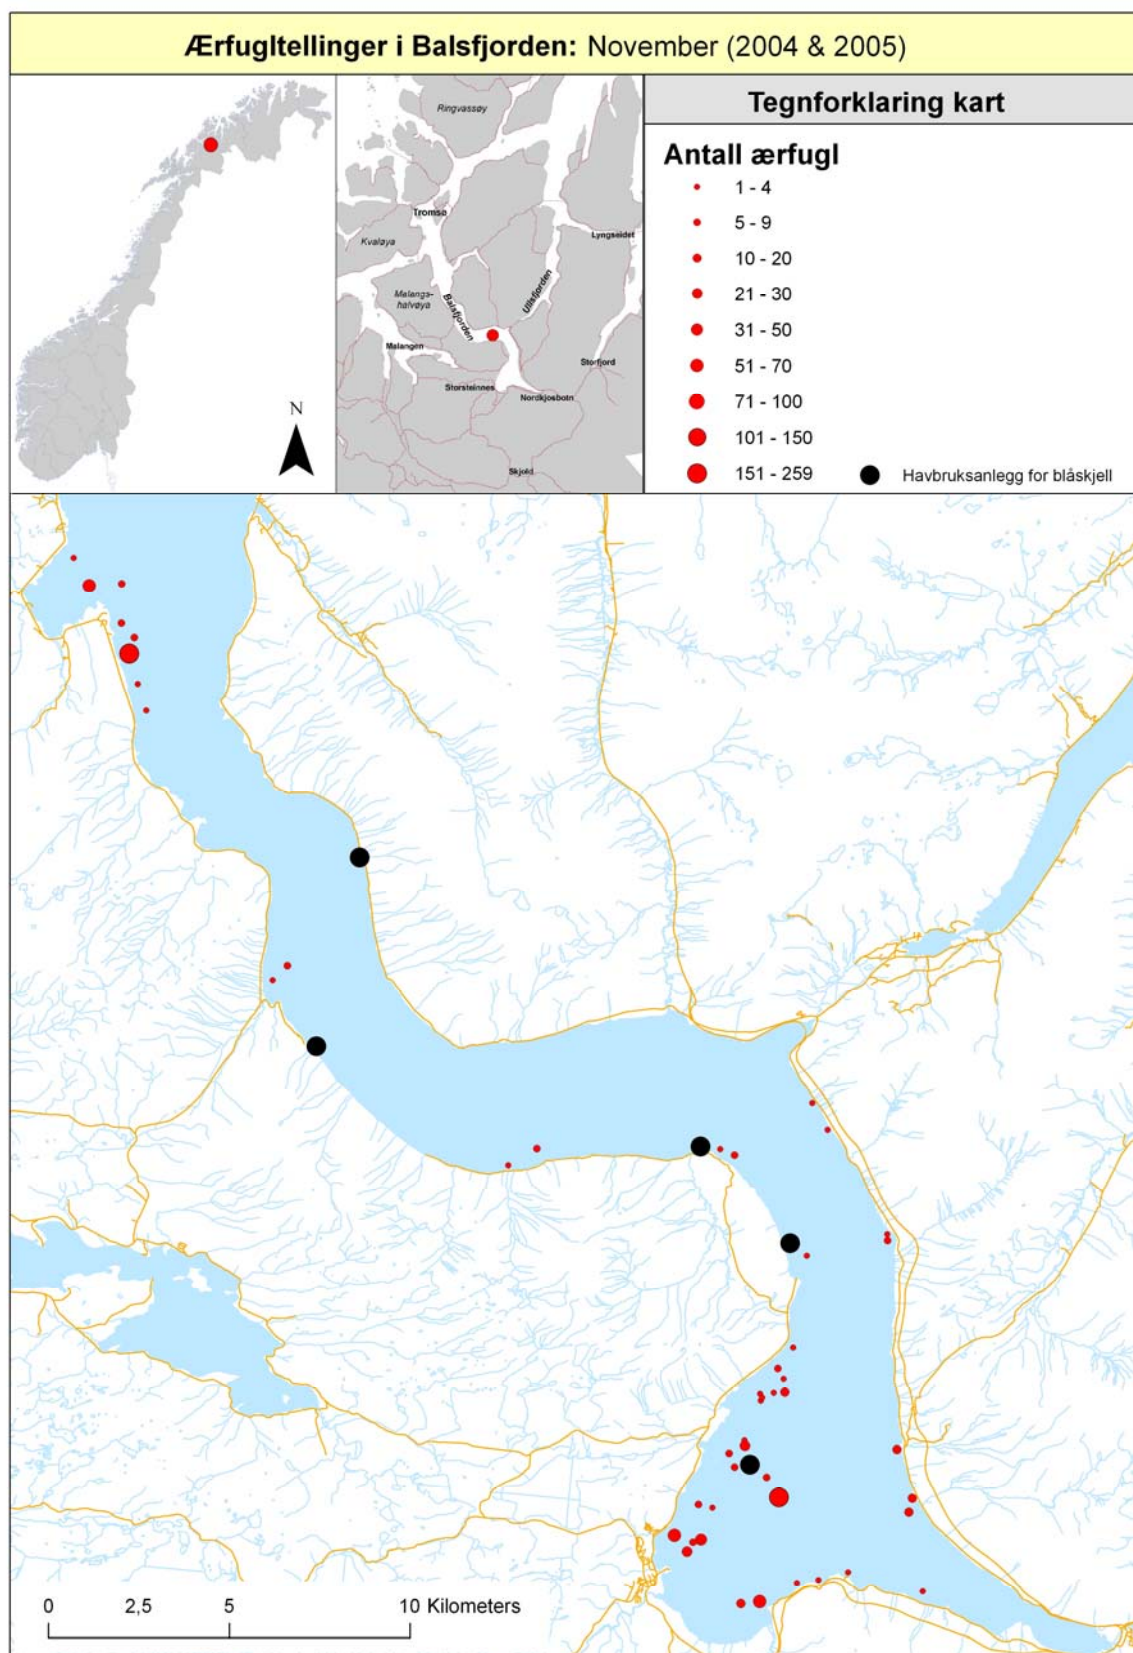 Ærfugltellinger i Balsfjorden: November (2004 & 2005)
Ringvassøy
Tromsø
Kvaløya
Lyngseidet
Malangs-
halvøya
Balsfjorden
Ullsfjorden
Malangen
Storfjord
Storsteinnes
Nordkjosbotn
Skjold
N
Tegnforklaring kart
Antall ærfugl
1 - 4
5 - 9
10 - 20
21 - 30
31 - 50
51 - 70
71 - 100
101 - 150
151 - 259
Havbruksanlegg for blåskjell
0 2,5 5 10 Kilometers